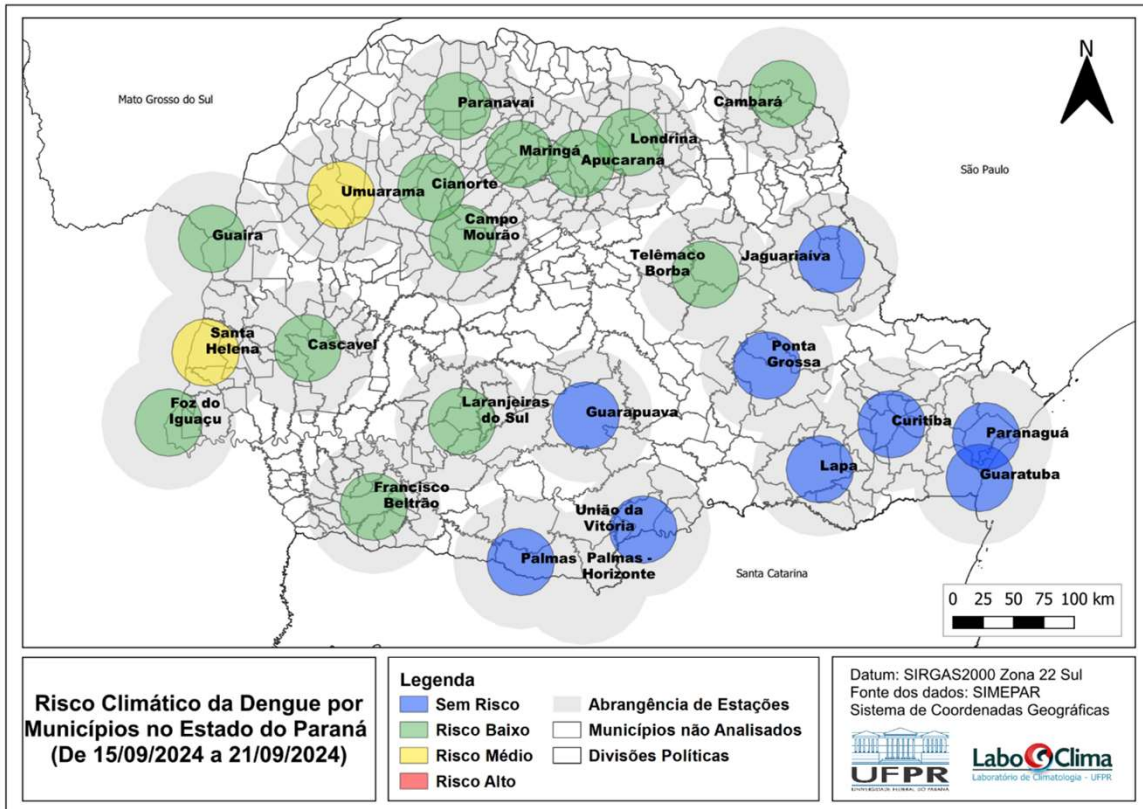 Mato Grosso do Sul
São Paulo
Santa Catarina
N
Paranavaí
Cambará
Londrina
Maringá
Apucarana
Umuarama
Cianorte
Campo
Mourão
Guaíra
Telêmaco
Borba
Jaguariaíva
Santa
Helena
Cascavel
Ponta
Grossa
Foz do
Iguaçu
Laranjeiras
do Sul
Guarapuava
Curitiba
Paranaguá
Lapa
Guaratuba
Francisco
Beltrão
União da
Vitória
Palmas
Palmas -
Horizonte
0 25 50 75 100 km
Risco Climático da Dengue por
Municípios no Estado do Paraná
(De 15/09/2024 a 21/09/2024)
Legenda
Sem Risco
Risco Baixo
Risco Médio
Risco Alto
Abrangência de Estações
Municípios não Analisados
Divisões Políticas
Datum: SIRGAS2000 Zona 22 Sul
Fonte dos dados: SIMEPAR
Sistema de Coordenadas Geográficas
UFPR
UNIVERSIDADE FEDERAL DO PARANÁ
LaboClima
Laboratório de Climatologia - UFPR